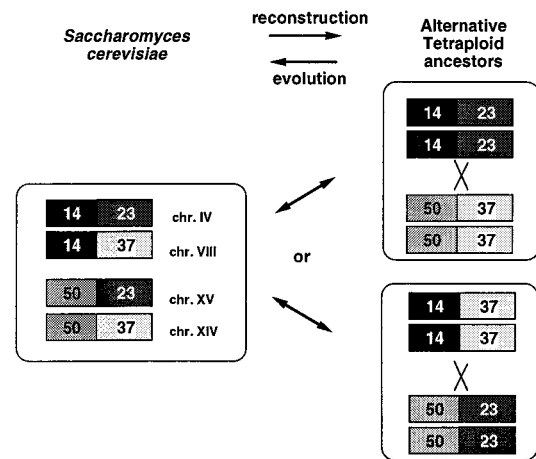 Saccharomyces
cerevisiae
reconstruction
evolution
Alternative
Tetraploid
ancestors
14 23 chr. IV
14 37 chr. VIII
50 23 chr. XV
50 37 chr. XIV
or
14 23
14 23
X
50 37
50 37
14 37
14 37
X
50 23
50 23